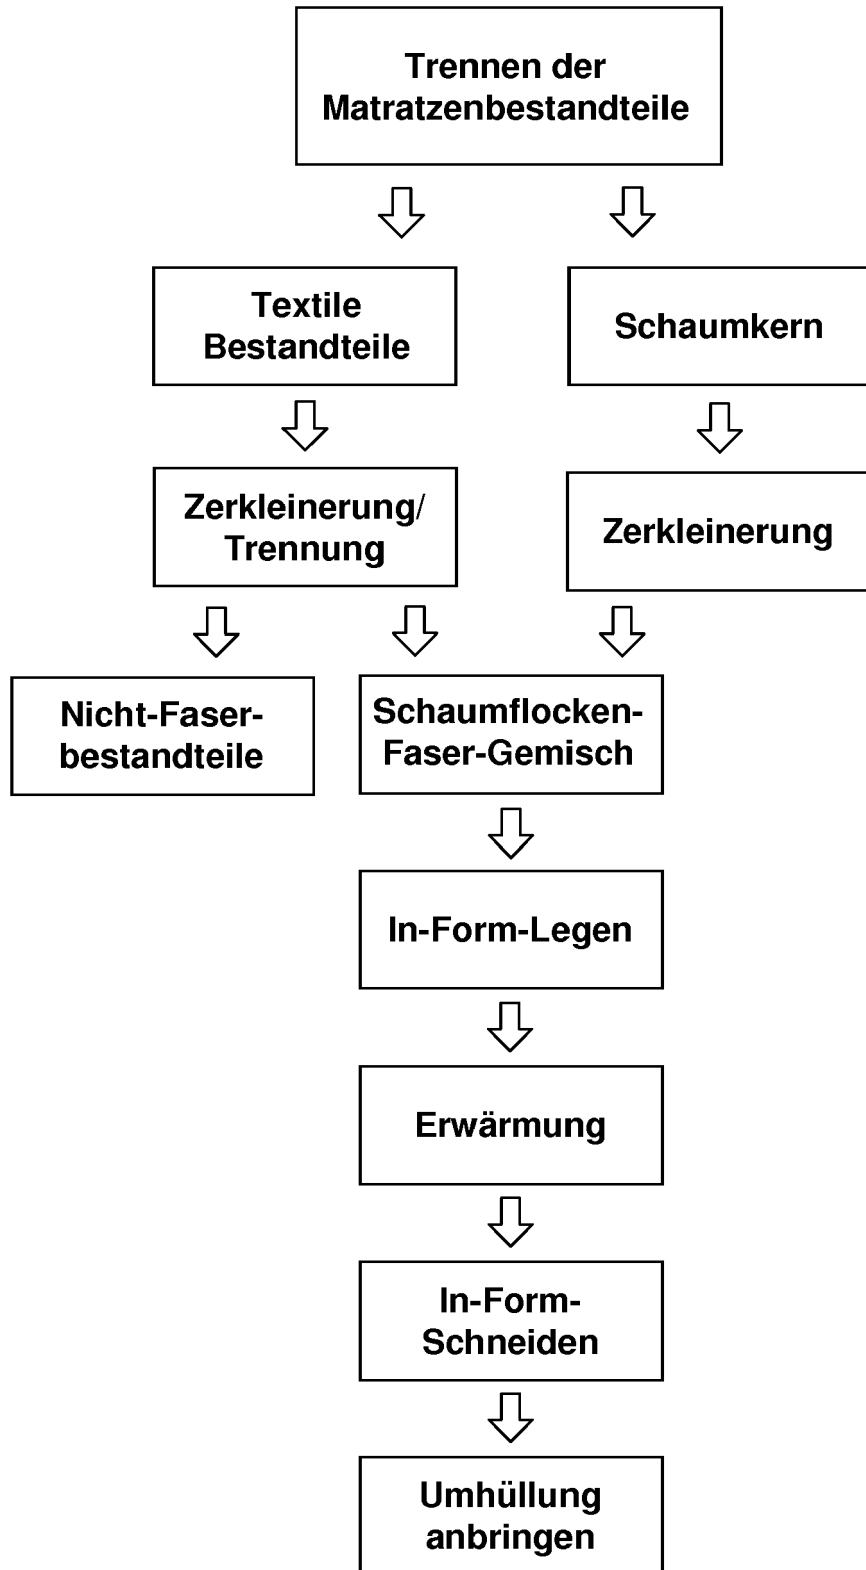 Trennen der
Matratzenbestandteile
Textile
Bestandteile
Schaumkern
Zerkleinerung/
Trennung
Zerkleinerung
Nicht-Faser-
bestandteile
Schaumflocken-
Faser-Gemisch
In-Form-Legen
Erwärmung
In-Form-
Schneiden
Umhüllung
anbringen